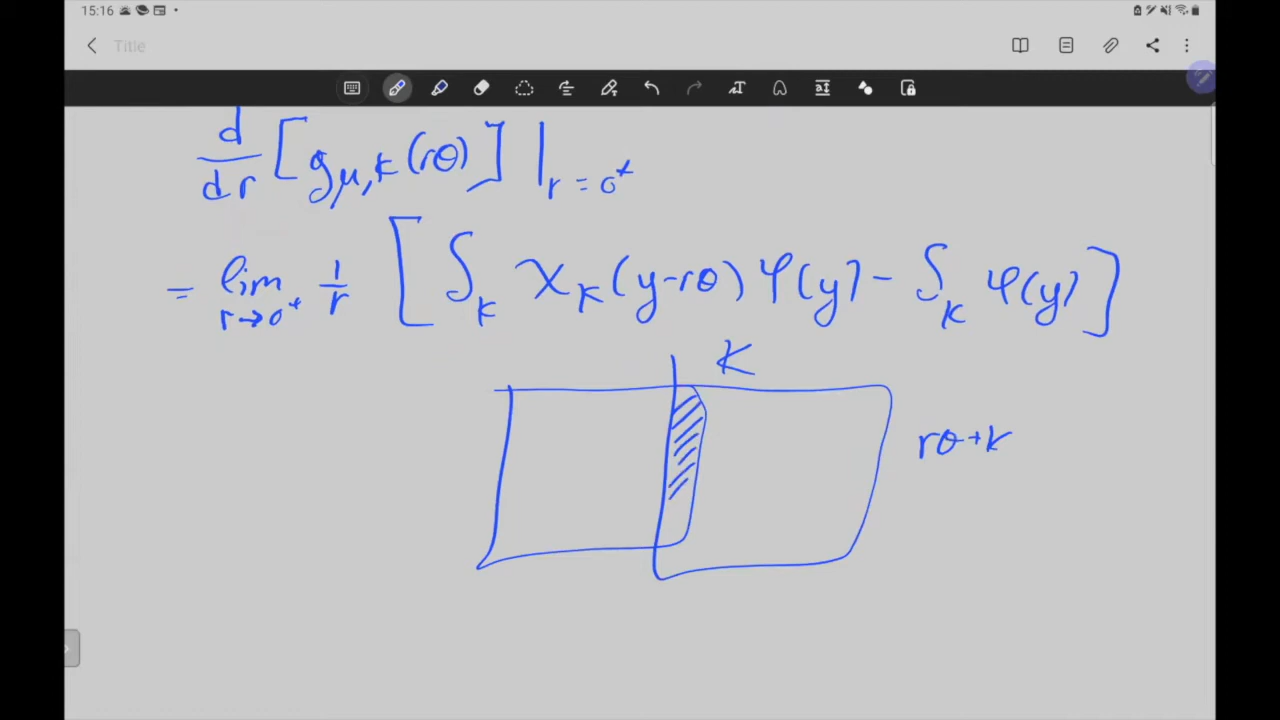 15:16
Title
d/dr [g_{μ,K}(rθ)] |_{r=0⁺}
= lim_{r→0⁺} 1/r [∫_K χ_K(y-rθ) φ(y) - ∫_K φ(y)]
K
rθ+K